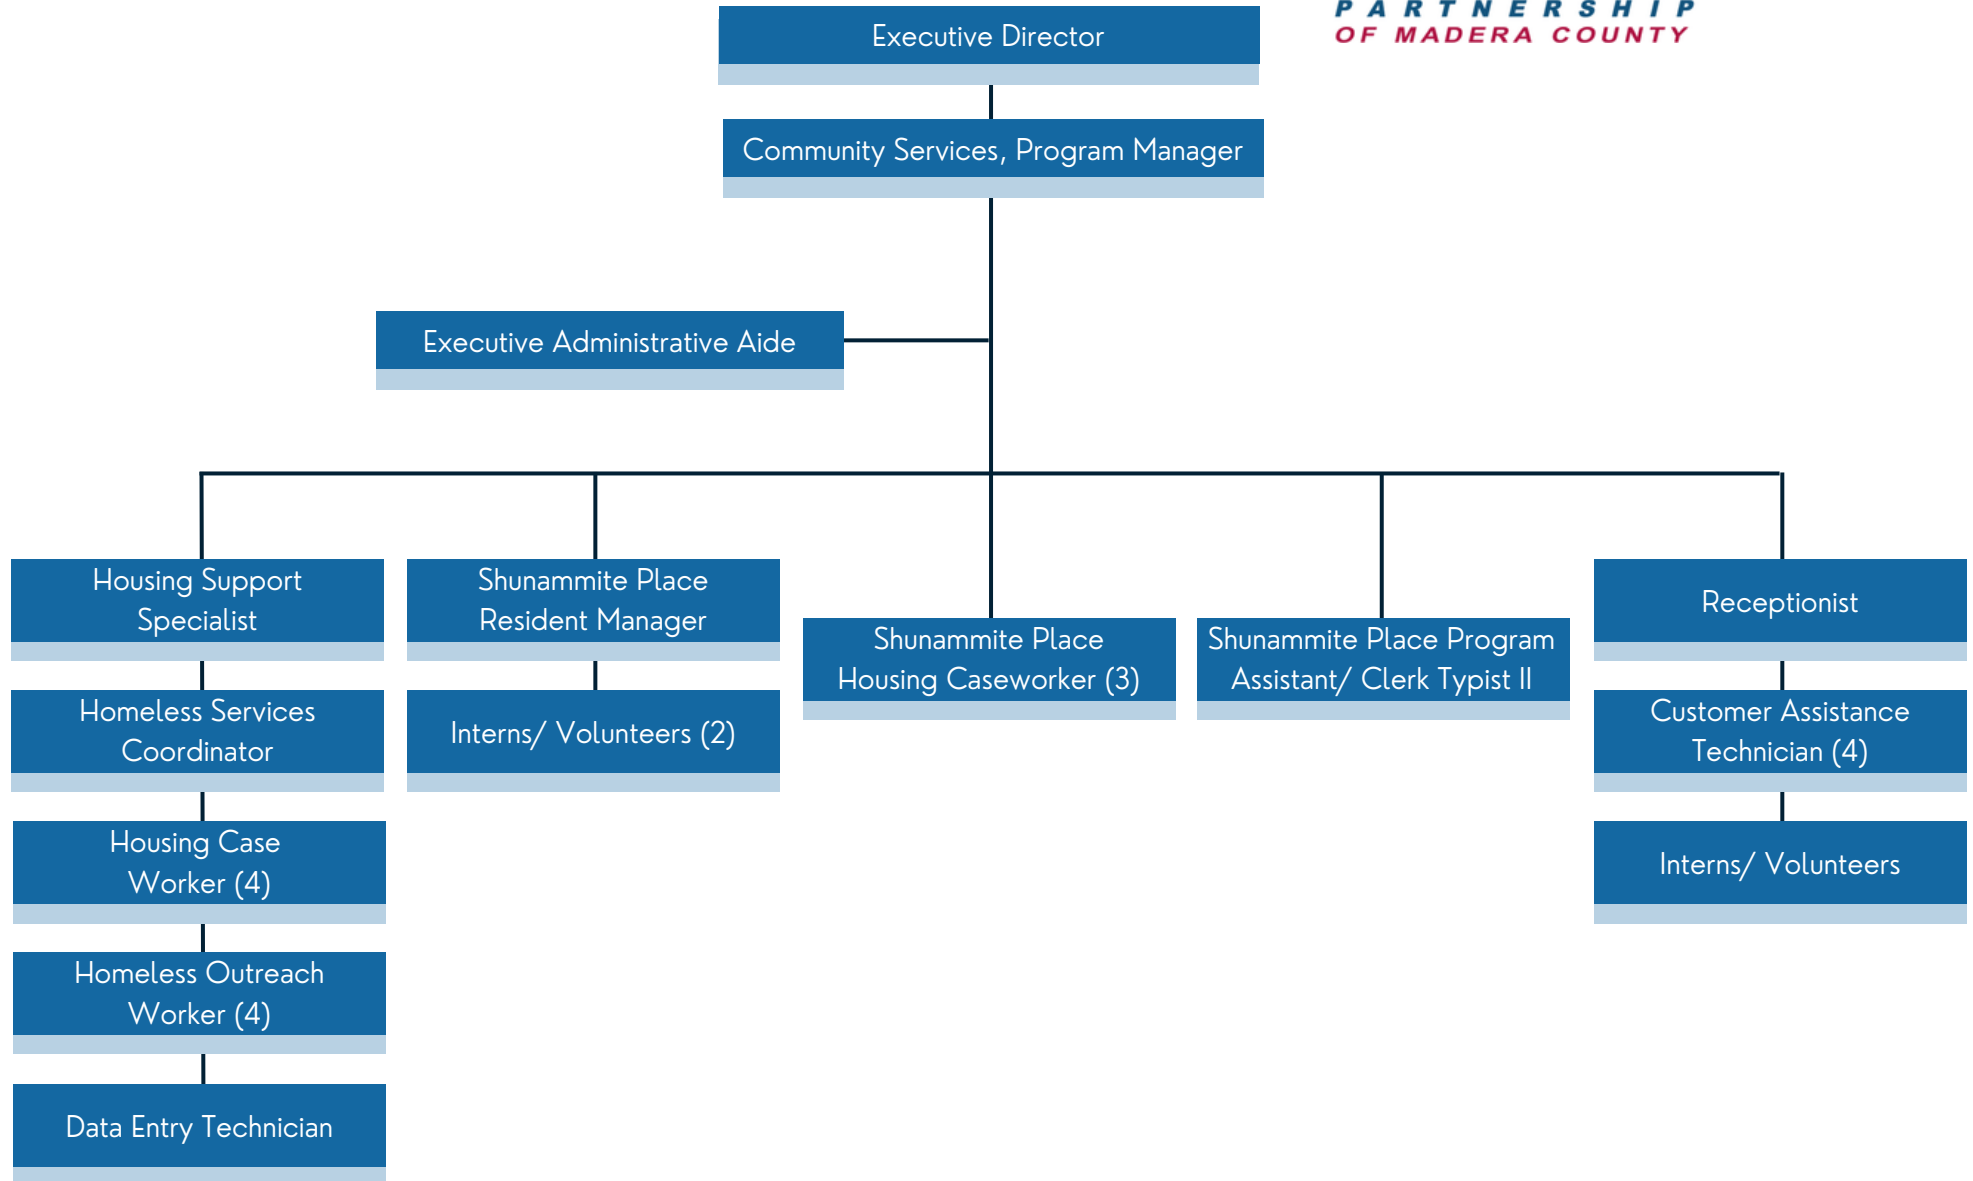 PARTNERSHIP
OF MADERA COUNTY
Executive Director
Community Services, Program Manager
Executive Administrative Aide
Housing Support
Specialist
Homeless Services
Coordinator
Housing Case
Worker (4)
Homeless Outreach
Worker (4)
Data Entry Technician
Shunammite Place
Resident Manager
Interns/ Volunteers (2)
Shunammite Place
Housing Caseworker (3)
Shunammite Place Program
Assistant/ Clerk Typist II
Receptionist
Customer Assistance
Technician (4)
Interns/ Volunteers